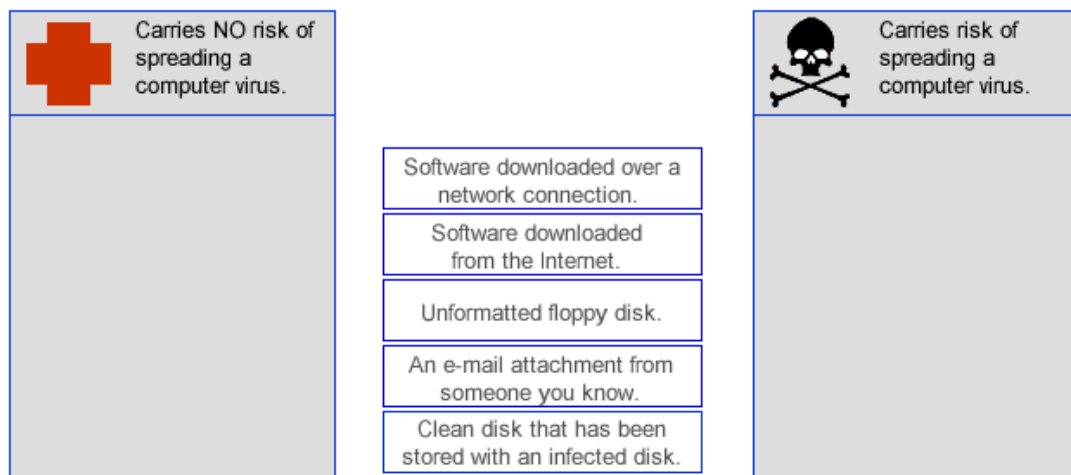 Carries NO risk of
spreading a
computer virus.
Carries risk of
spreading a
computer virus.
Software downloaded over a
network connection.
Software downloaded
from the Internet.
Unformatted floppy disk.
An e-mail attachment from
someone you know.
Clean disk that has been
stored with an infected disk.